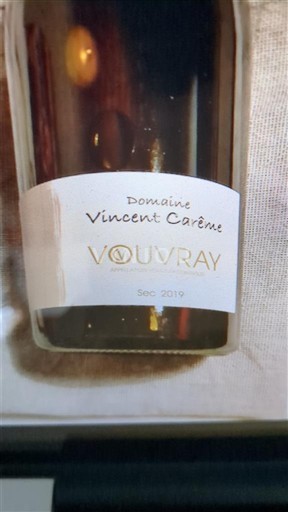 Domaine
Vincent Carême
VOUVRAY
Sec 2019